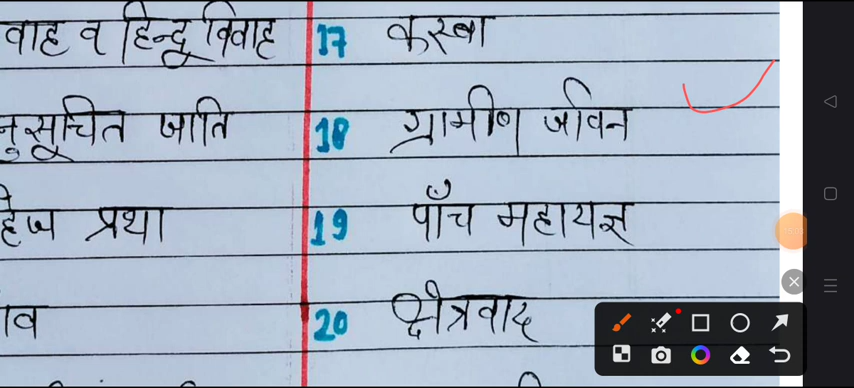 वाह व हिन्दू विवाह 17 कस्बा
नुसूचित जाति 18 ग्रामीण जीवन
हेज प्रथा 19 पाँच महायज्ञ
ाव 20 क्षेत्रवाद